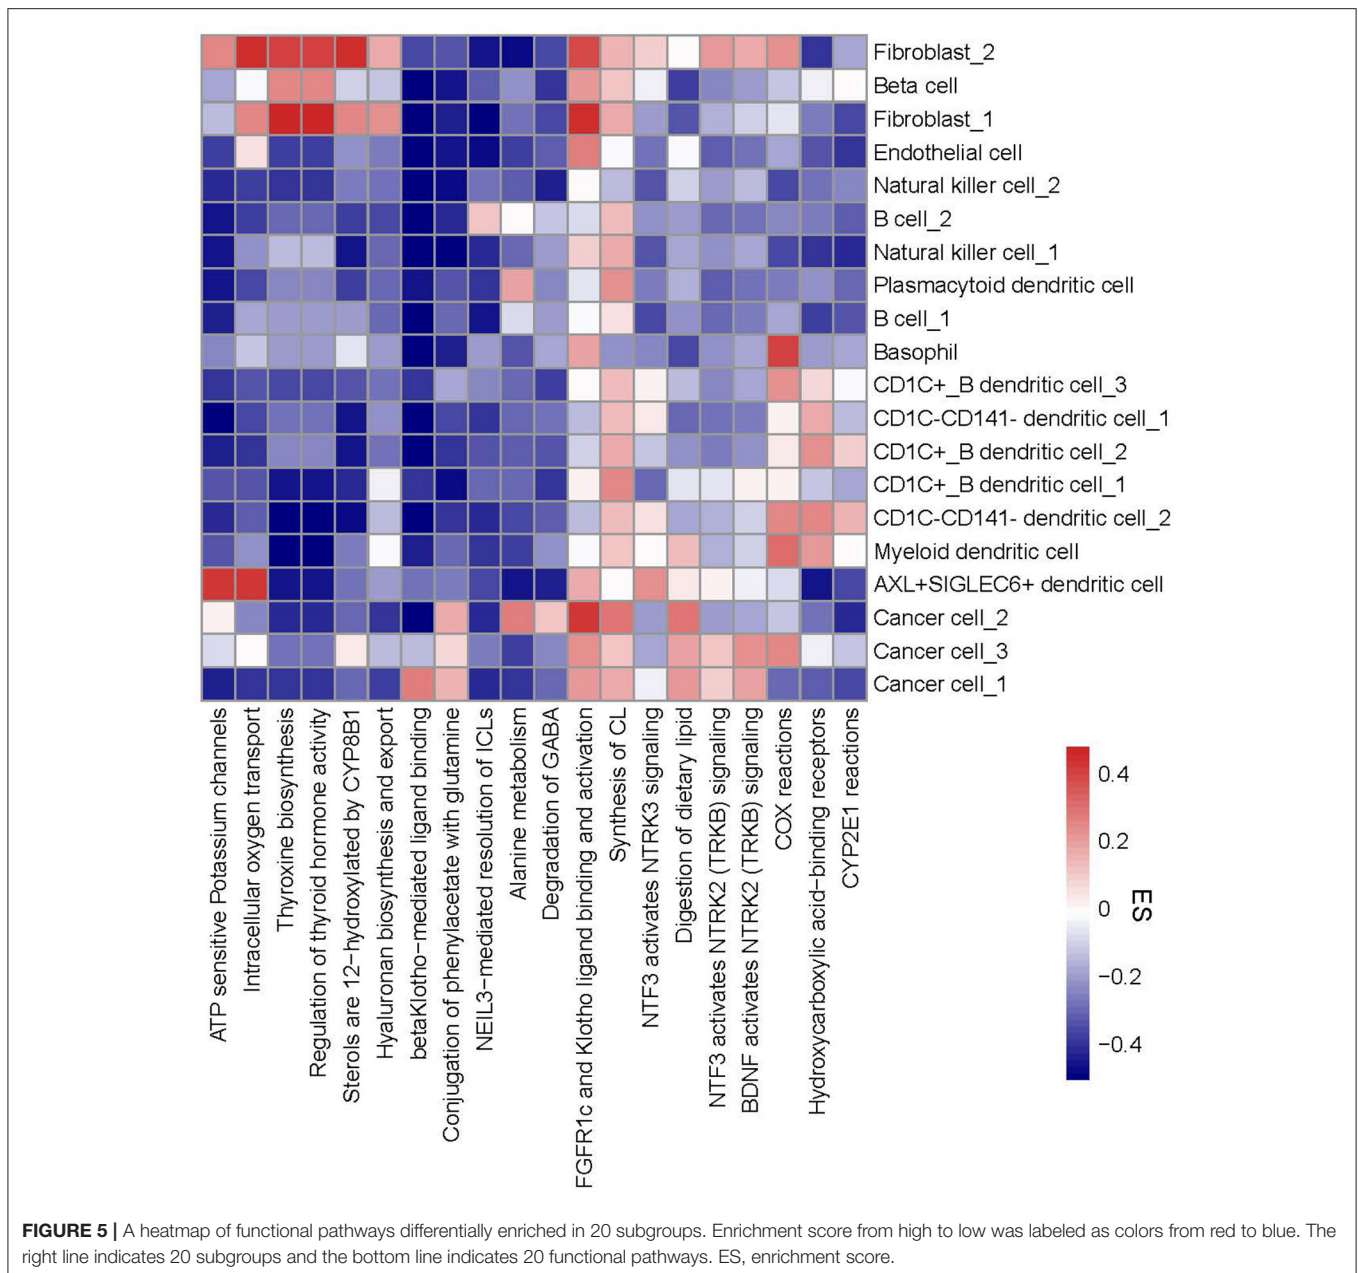 Fibroblast_2
Beta cell
Fibroblast_1
Endothelial cell
Natural killer cell_2
B cell_2
Natural killer cell_1
Plasmacytoid dendritic cell
B cell_1
Basophil
CD1C+_B dendritic cell_3
CD1C-CD141- dendritic cell_1
CD1C+_B dendritic cell_2
CD1C+_B dendritic cell_1
CD1C-CD141- dendritic cell_2
Myeloid dendritic cell
AXL+SIGLEC6+ dendritic cell
Cancer cell_2
Cancer cell_3
Cancer cell_1
ATP sensitive Potassium channels
Intracellular oxygen transport
Thyroxine biosynthesis
Regulation of thyroid hormone activity
Sterols are 12−hydroxylated by CYP8B1
Hyaluronan biosynthesis and export
betaKlotho−mediated ligand binding
Conjugation of phenylacetate with glutamine
NEIL3−mediated resolution of ICLs
Alanine metabolism
Degradation of GABA
FGFR1c and Klotho ligand binding and activation
Synthesis of CL
NTF3 activates NTRK3 signaling
Digestion of dietary lipid
NTF3 activates NTRK2 (TRKB) signaling
BDNF activates NTRK2 (TRKB) signaling
COX reactions
Hydroxycarboxylic acid−binding receptors
CYP2E1 reactions
0.4
0.2
0
−0.2
−0.4
ES
FIGURE 5 | A heatmap of functional pathways differentially enriched in 20 subgroups. Enrichment score from high to low was labeled as colors from red to blue. The
right line indicates 20 subgroups and the bottom line indicates 20 functional pathways. ES, enrichment score.